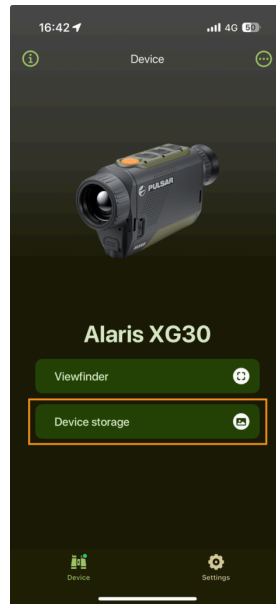 16:42 4G 50
Device
PULSAR
Alaris XG30
Viewfinder
Device storage
Device Settings